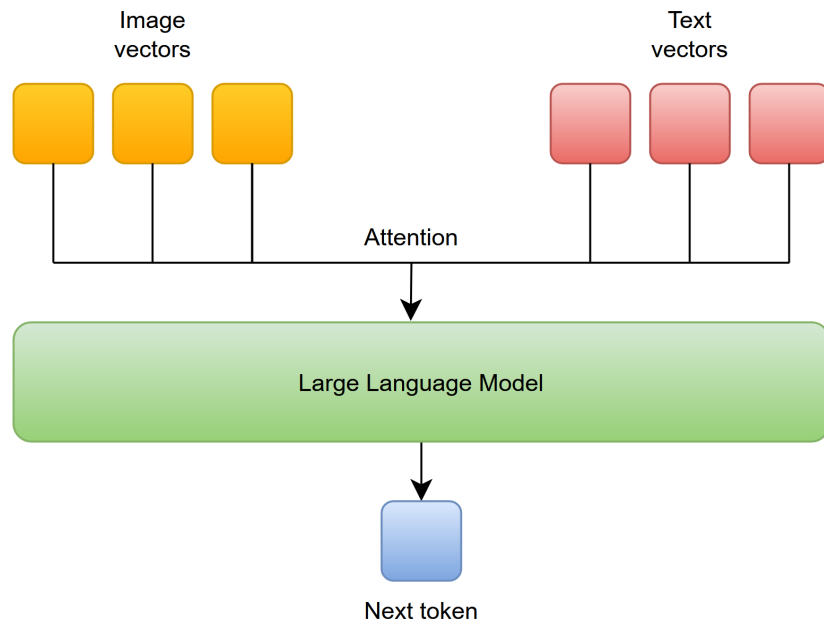 Image
vectors
Text
vectors
Attention
Large Language Model
Next token